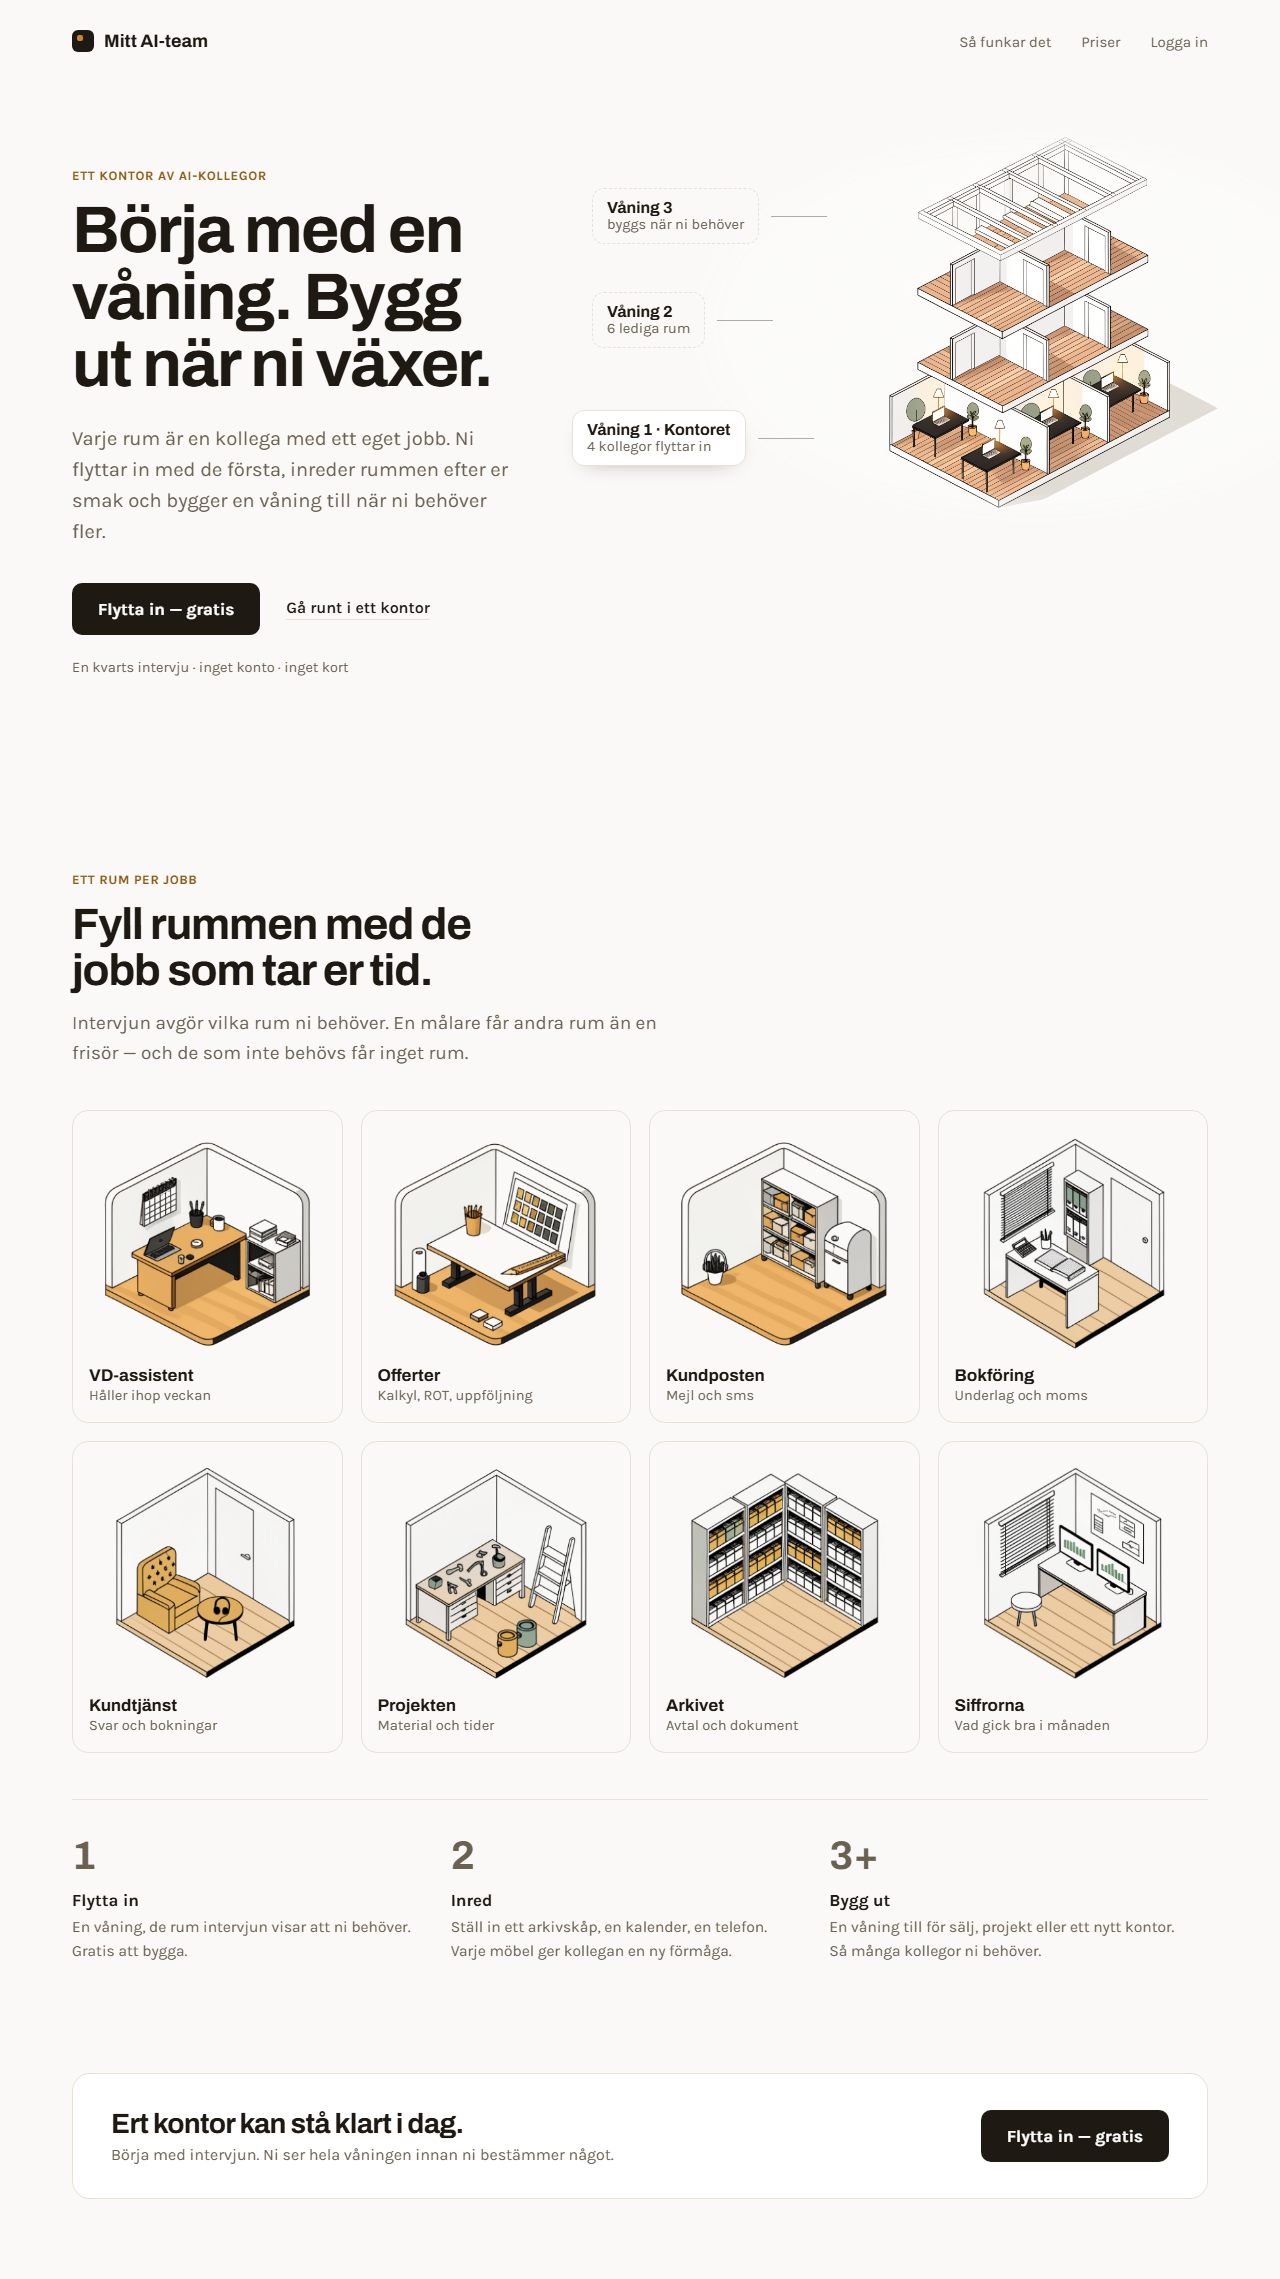 Mitt AI-team
Så funkar det
Priser
Logga in
ETT KONTOR AV AI-KOLLEGOR
Börja med en
våning. Bygg
ut när ni växer.
Varje rum är en kollega med ett eget jobb. Ni
flyttar in med de första, inreder rummen efter er
smak och bygger en våning till när ni behöver
fler.
Flytta in — gratis
Gå runt i ett kontor
En kvarts intervju · inget konto · inget kort
Våning 3
byggs när ni behöver
Våning 2
6 lediga rum
Våning 1 · Kontoret
4 kollegor flyttar in
ETT RUM PER JOBB
Fyll rummen med de
jobb som tar er tid.
Intervjun avgör vilka rum ni behöver. En målare får andra rum än en
frisör — och de som inte behövs får inget rum.
VD-assistent
Håller ihop veckan
Offerter
Kalkyl, ROT, uppföljning
Kundposten
Mejl och sms
Bokföring
Underlag och moms
Kundtjänst
Svar och bokningar
Projekten
Material och tider
Arkivet
Avtal och dokument
Siffrorna
Vad gick bra i månaden
1
Flytta in
En våning, de rum intervjun visar att ni behöver.
Gratis att bygga.
2
Inred
Ställ in ett arkivskåp, en kalender, en telefon.
Varje möbel ger kollegan en ny förmåga.
3+
Bygg ut
En våning till för sälj, projekt eller ett nytt kontor.
Så många kollegor ni behöver.
Ert kontor kan stå klart i dag.
Börja med intervjun. Ni ser hela våningen innan ni bestämmer något.
Flytta in — gratis